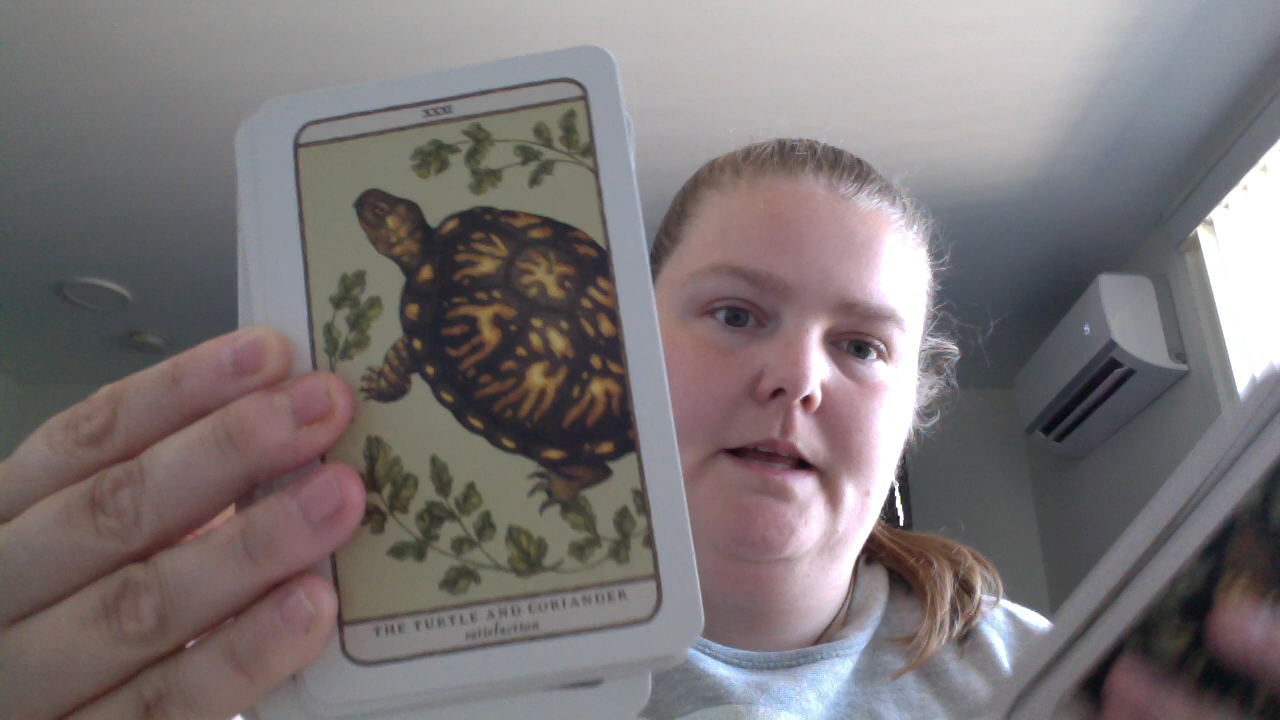 XXXI
THE TURTLE AND CORIANDER
satisfaction